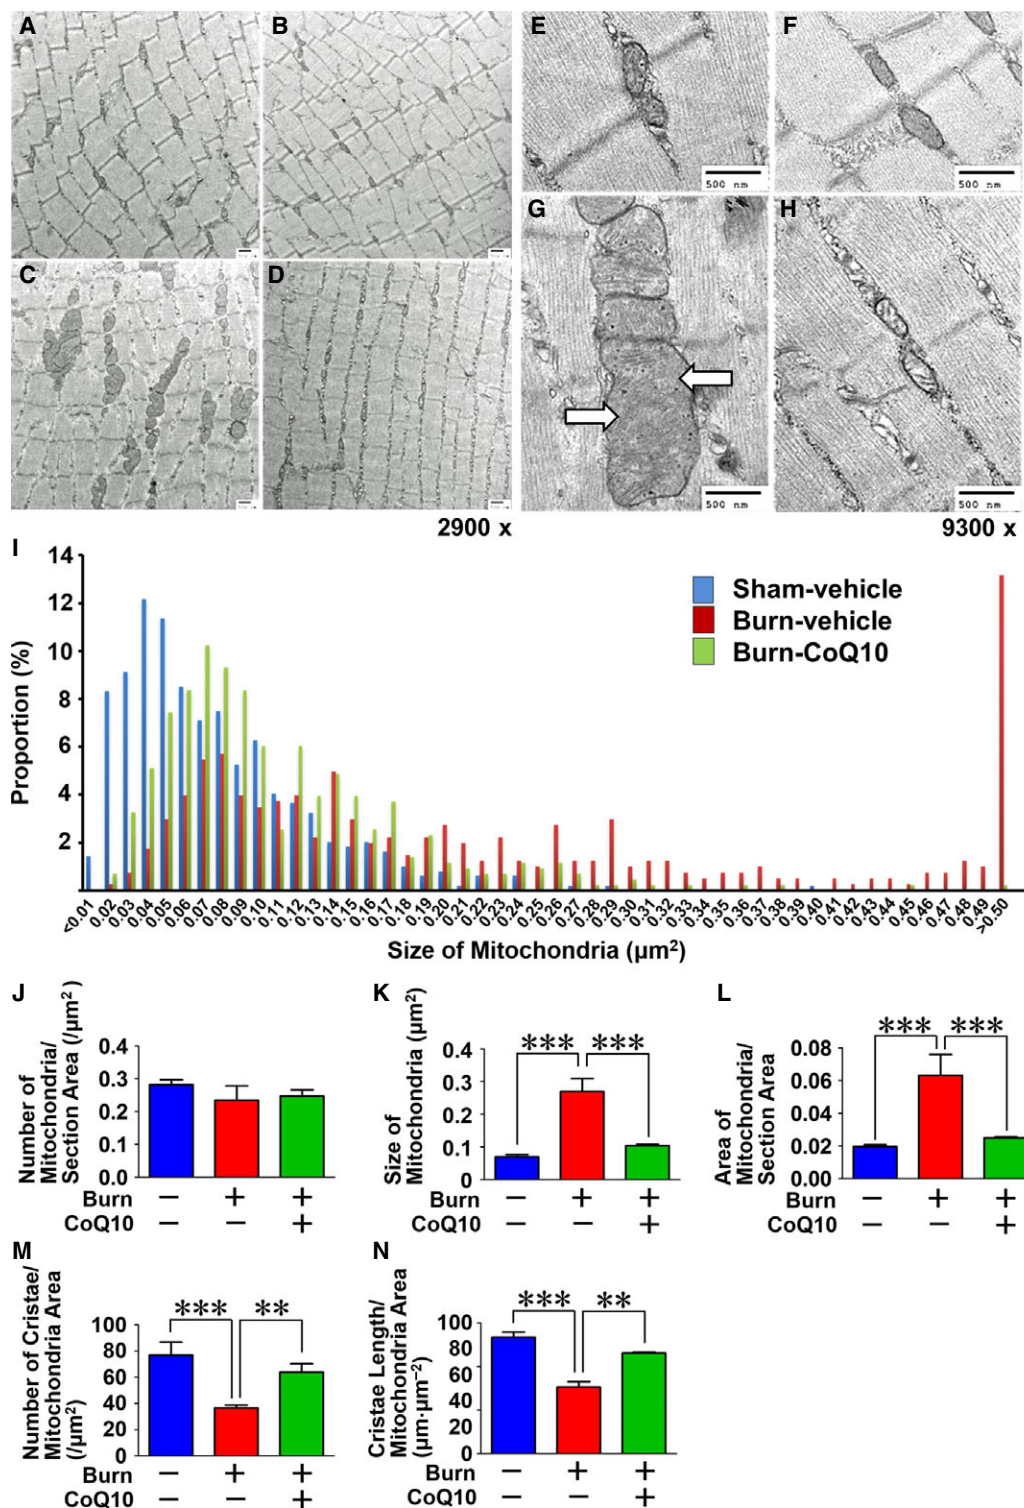 A
B
E
F
500 nm
500 nm
C
D
G
H
500 nm
500 nm
2900 x
9300 x
I
14
12
10
8
6
4
2
Proportion (%)
Sham-vehicle
Burn-vehicle
Burn-CoQ10
<0.01 0.02 0.03 0.04 0.05 0.06 0.07 0.08 0.09 0.10 0.11 0.12 0.13 0.14 0.15 0.16 0.17 0.18 0.19 0.20 0.21 0.22 0.23 0.24 0.25 0.26 0.27 0.28 0.29 0.30 0.31 0.32 0.33 0.34 0.35 0.36 0.37 0.38 0.39 0.40 0.41 0.42 0.43 0.44 0.45 0.46 0.47 0.48 0.49 >0.50
Size of Mitochondria (µm²)
J
Number of
Mitochondria/
Section Area (/µm²)
0.4
0.3
0.2
0.1
0.0
Burn − + +
CoQ10 − − +
K
Size of
Mitochondria (µm²)
0.4
0.3
0.2
0.1
0
*** ***
Burn − + +
CoQ10 − − +
L
Area of
Mitochondria/
Section Area
0.08
0.06
0.04
0.02
0.00
*** ***
Burn − + +
CoQ10 − − +
M
Number of Cristae/
Mitochondria Area
(/µm²)
100
80
60
40
20
0
*** **
Burn − + +
CoQ10 − − +
N
Cristae Length/
Mitochondria Area
(µm·µm⁻²)
100
80
60
40
20
0
*** **
Burn − + +
CoQ10 − − +